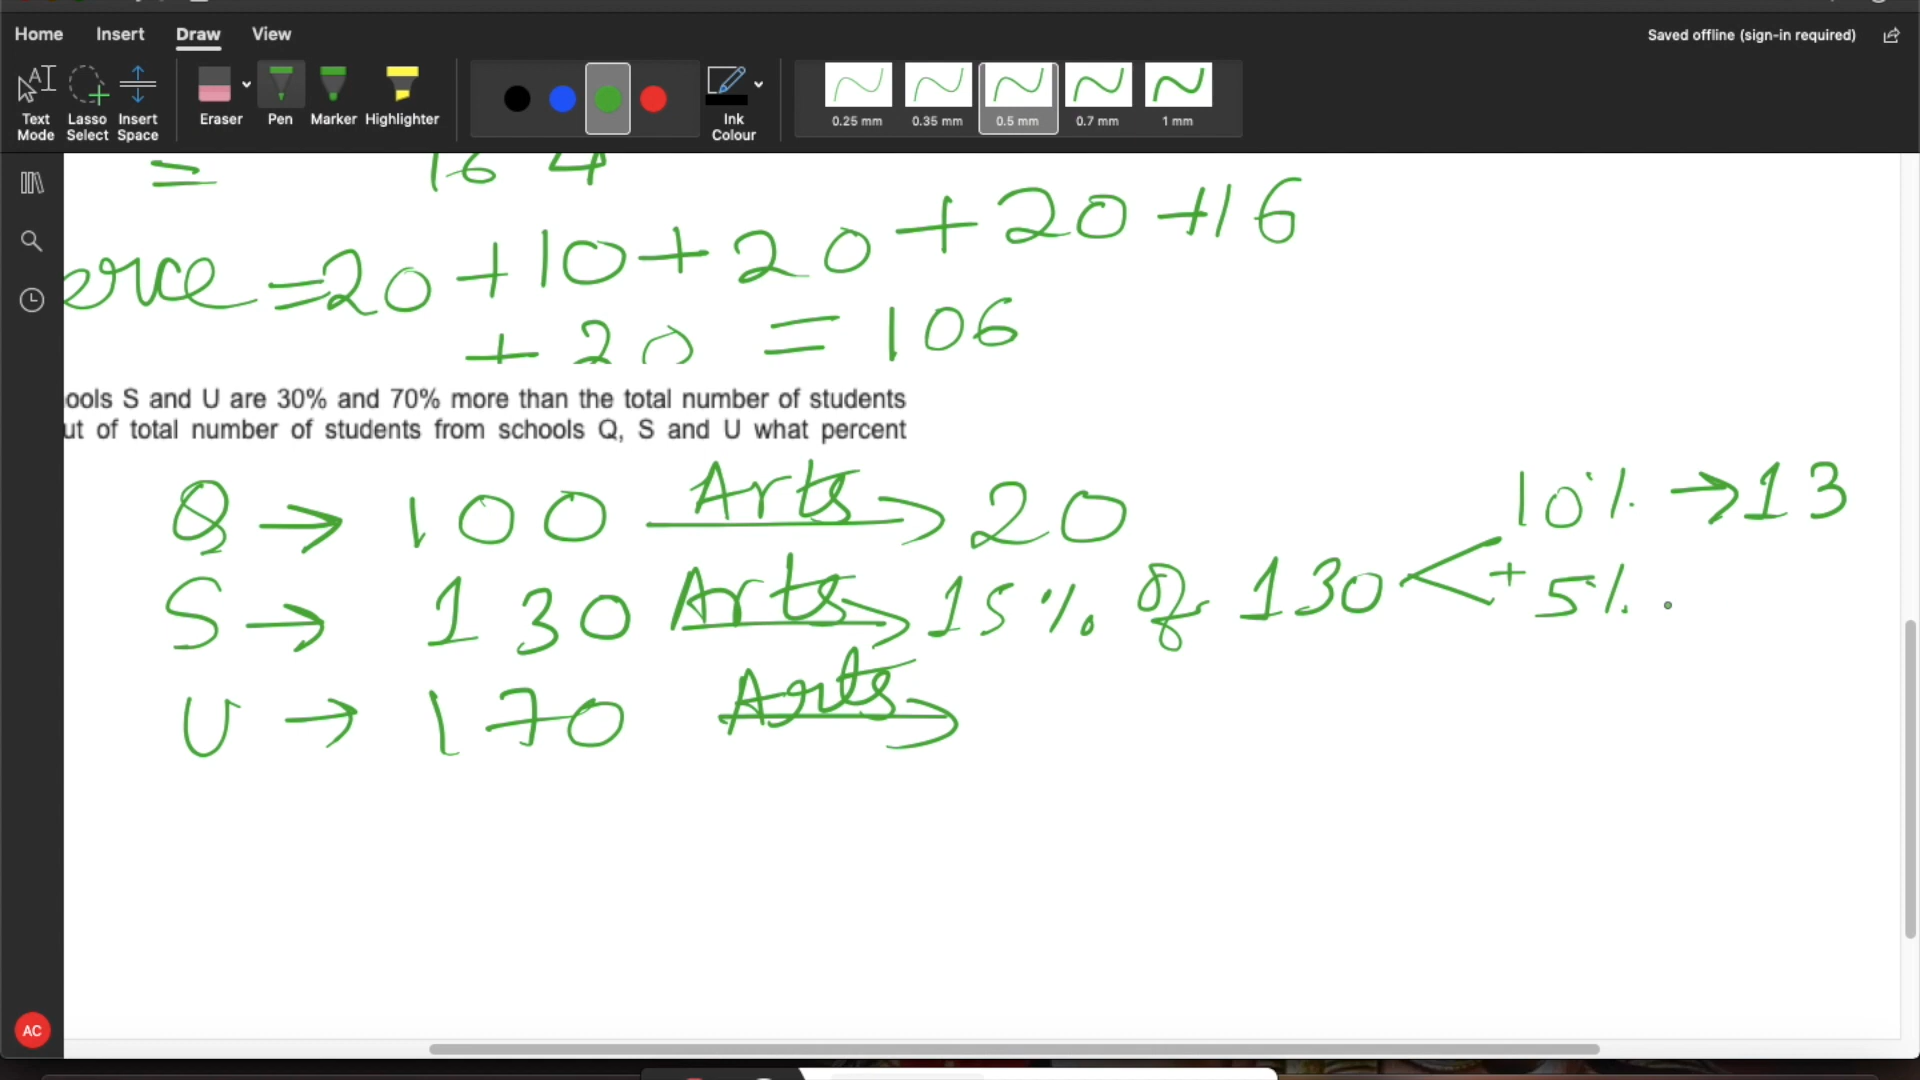 Home Insert Draw View Saved offline (sign-in required)
Text Mode Lasso Select Insert Space Eraser Pen Marker Highlighter Ink Colour 0.25 mm 0.35 mm 0.5 mm 0.7 mm 1 mm
= 164
erce = 20 + 10 + 20 + 20 + 16
+ 20 = 106
ools S and U are 30% and 70% more than the total number of students
ut of total number of students from schools Q, S and U what percent
Q → 100 Arts → 20 10% → 13
S → 130 Arts → 15% of 130 < + 5%
U → 170 Arts →
AC